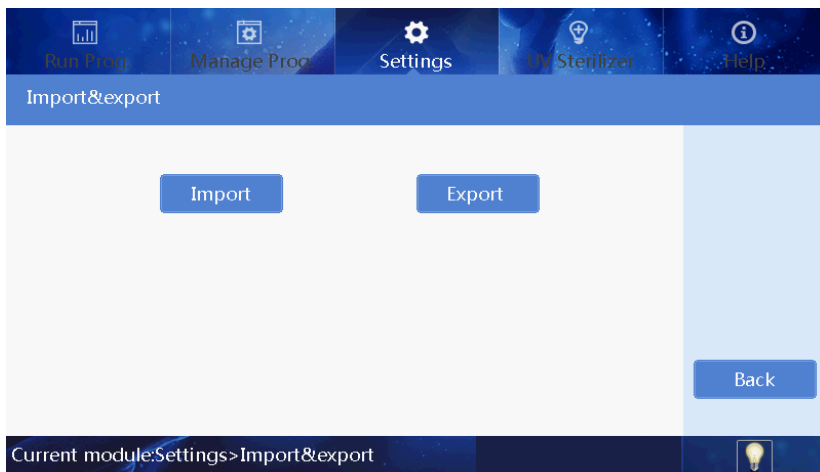 Run Prog.
Manage Prog.
Settings
UV Sterilizer
Help
Import&export
Import
Export
Back
Current module:Settings>Import&export